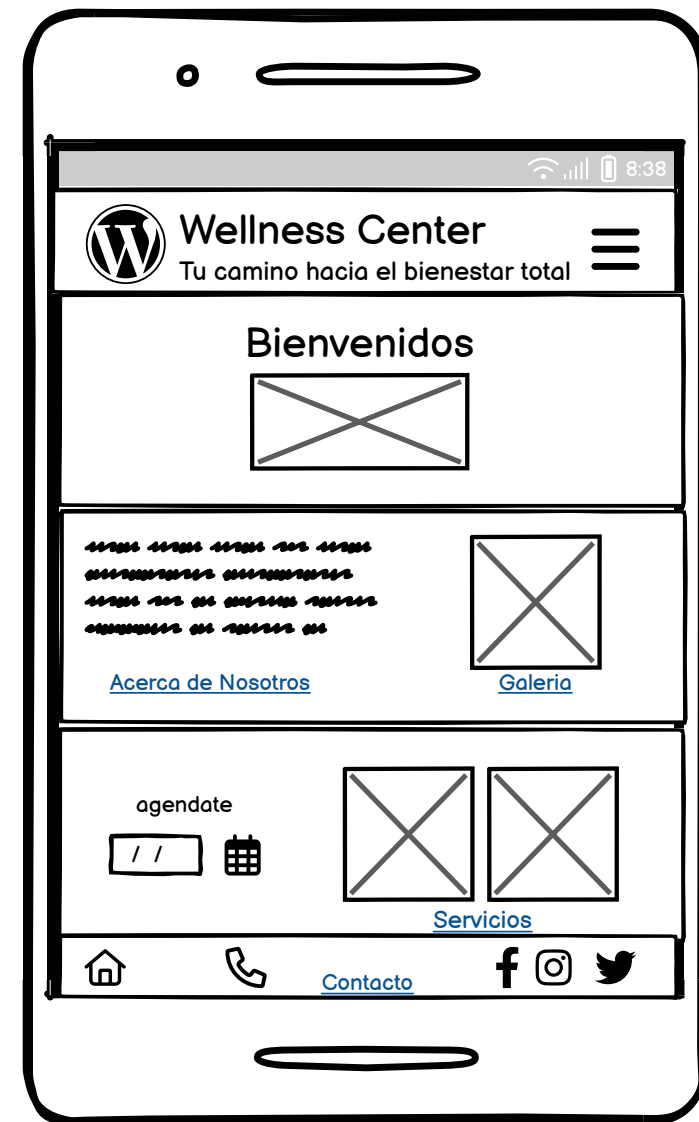 8:38
Wellness Center
Tu camino hacia el bienestar total
Bienvenidos
Acerca de Nosotros
Galeria
agendate
/ /
Servicios
Contacto